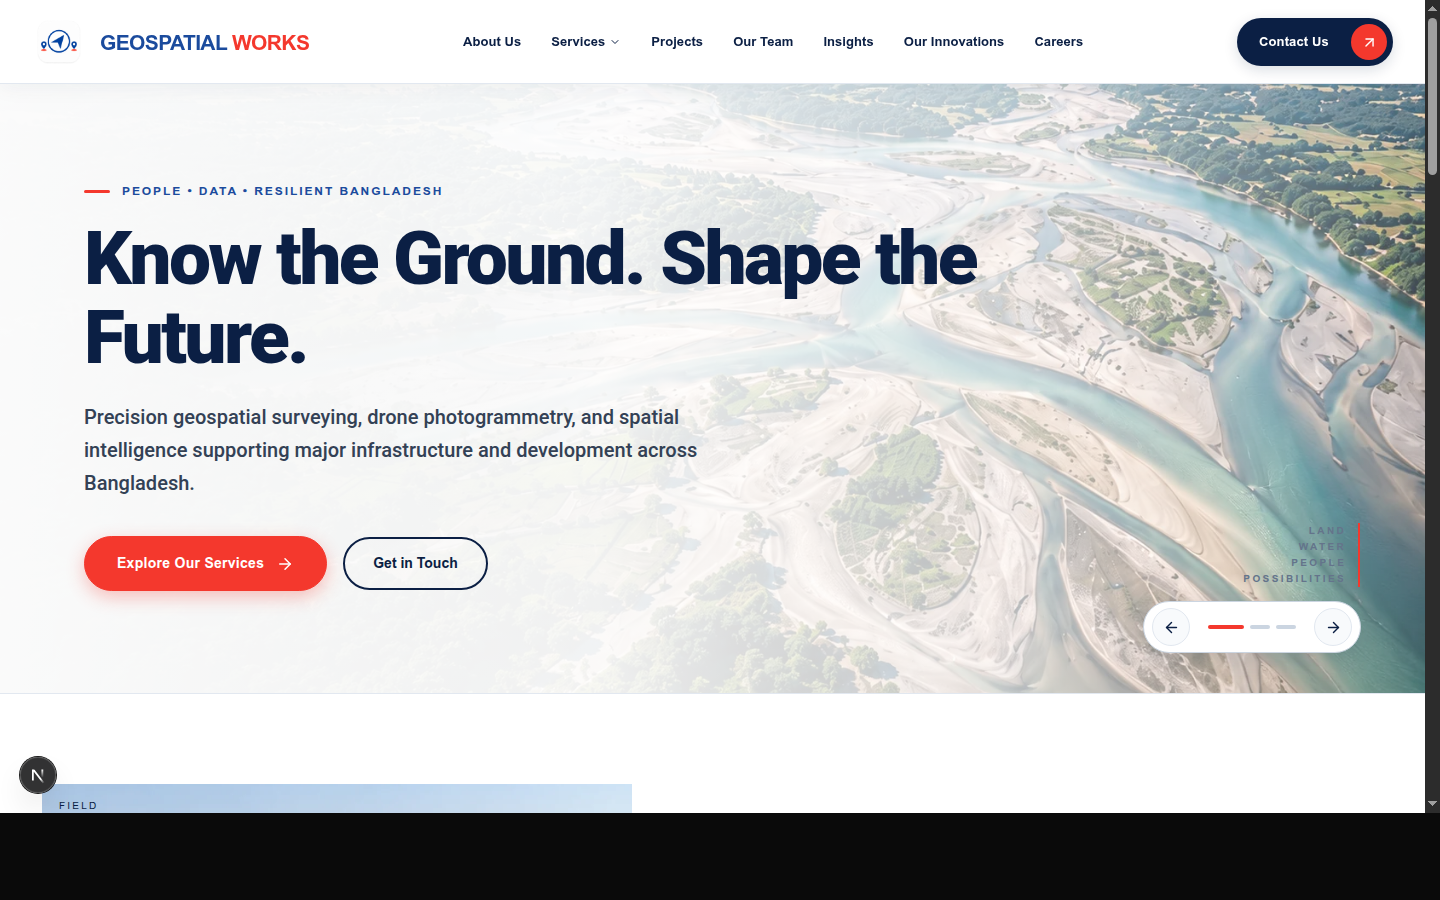 GEOSPATIAL WORKS
About Us
Services
Projects
Our Team
Insights
Our Innovations
Careers
Contact Us
PEOPLE • DATA • RESILIENT BANGLADESH
Know the Ground. Shape the
Future.
Precision geospatial surveying, drone photogrammetry, and spatial
intelligence supporting major infrastructure and development across
Bangladesh.
Explore Our Services
Get in Touch
LAND
WATER
PEOPLE
POSSIBILITIES
N
FIELD